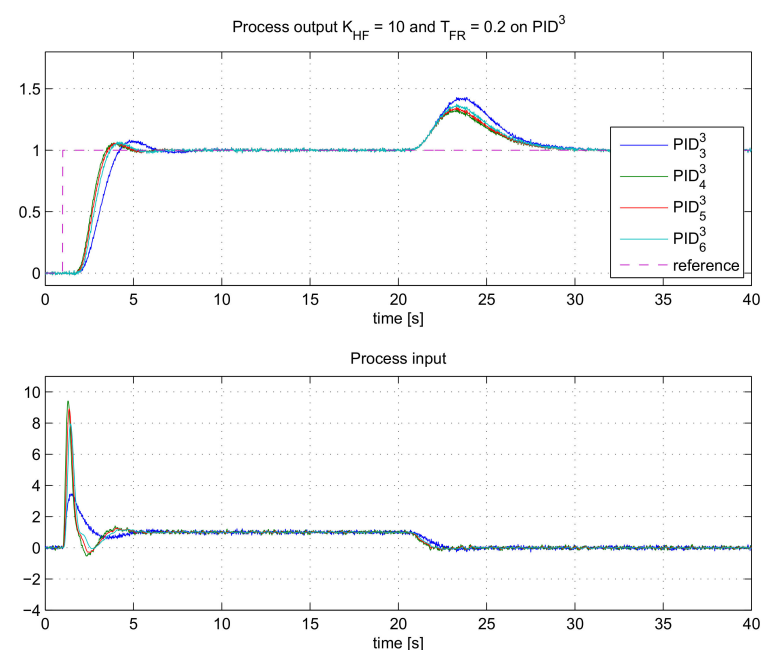 Process output K_HF = 10 and T_FR = 0.2 on PID^3
1.5
1
0.5
0
PID^3_3
PID^3_4
PID^3_5
PID^3_6
reference
0 5 10 15 20 25 30 35 40
time [s]
Process input
10
8
6
4
2
0
−2
−4
0 5 10 15 20 25 30 35 40
time [s]